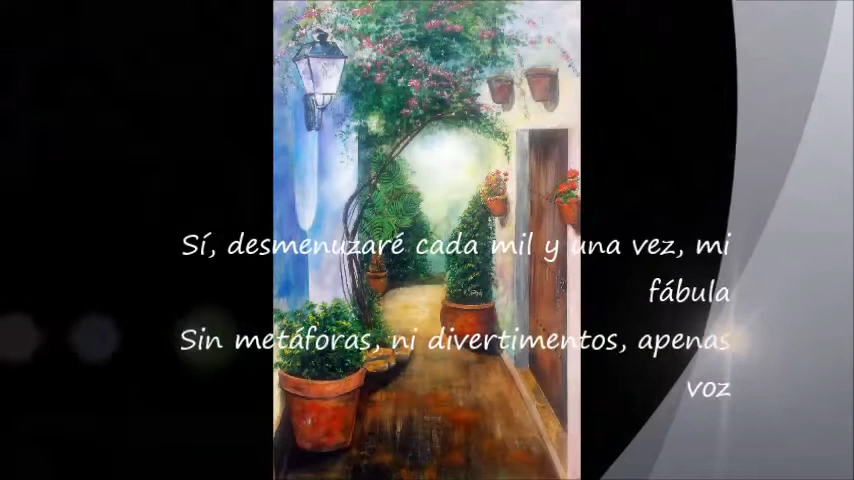 Sí, desmenuzaré cada mil y una vez, mi
fábula
Sin metáforas, ni divertimentos, apenas
voz